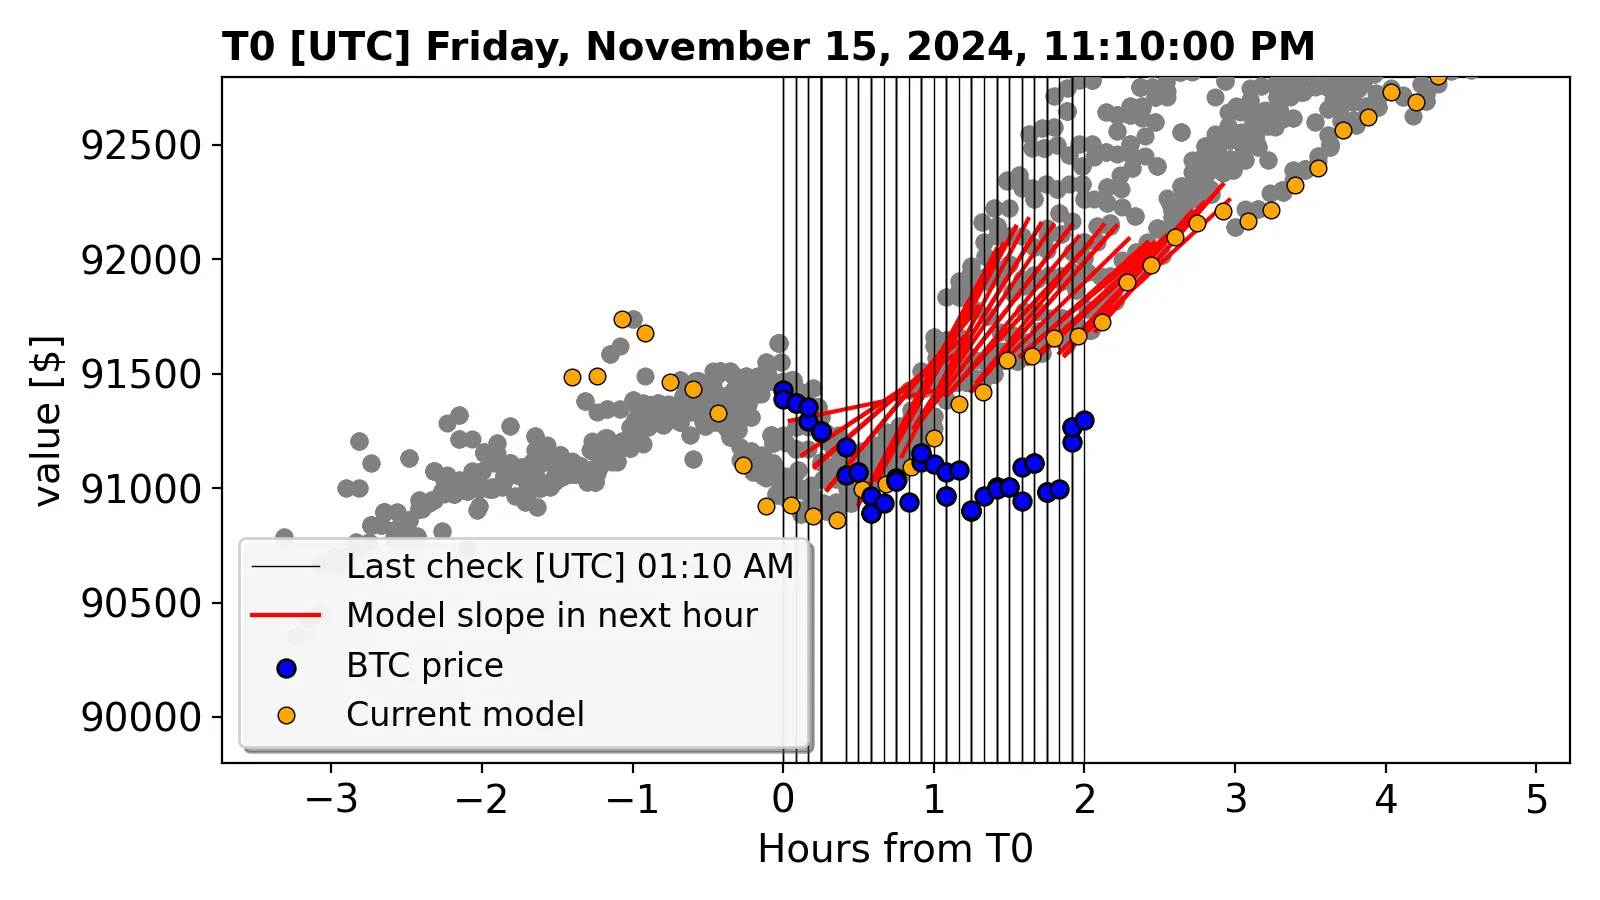 T0 [UTC] Friday, November 15, 2024, 11:10:00 PM
value [$]
92500
92000
91500
91000
90500
90000
Last check [UTC] 01:10 AM
Model slope in next hour
BTC price
Current model
−3 −2 −1 0 1 2 3 4 5
Hours from T0